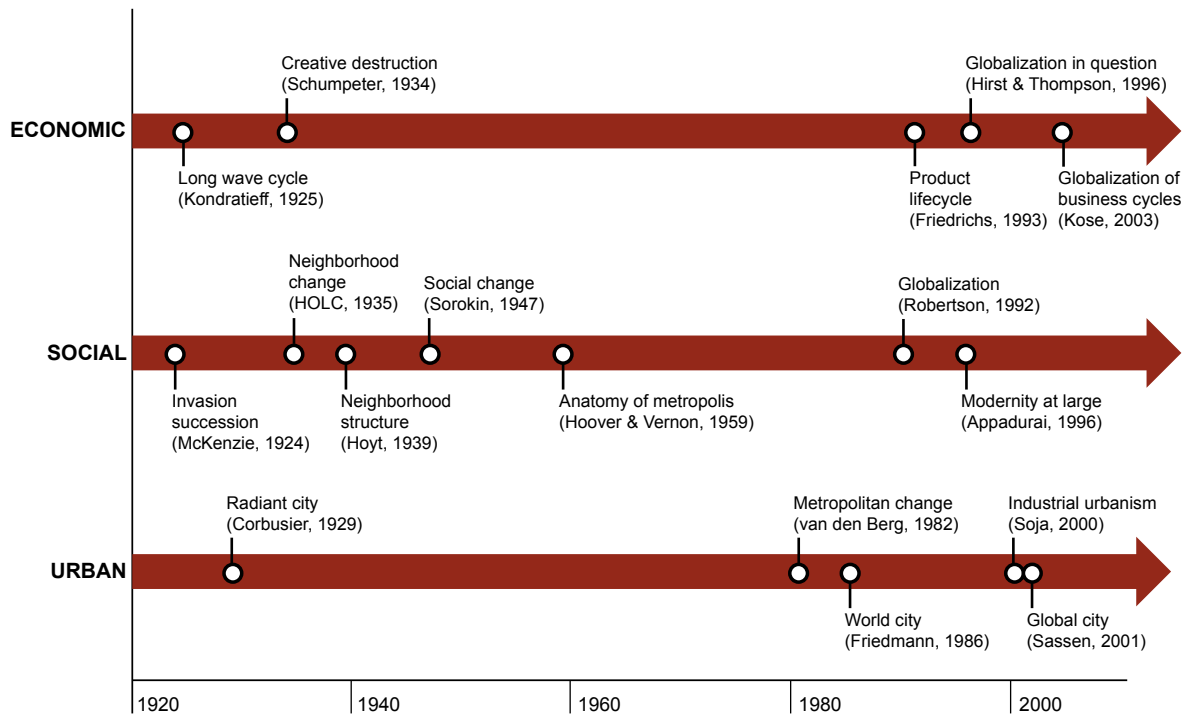 Creative destruction
(Schumpeter, 1934)
Globalization in question
(Hirst & Thompson, 1996)
ECONOMIC
Long wave cycle
(Kondratieff, 1925)
Product
lifecycle
(Friedrichs, 1993)
Globalization of
business cycles
(Kose, 2003)
Neighborhood
change
(HOLC, 1935)
Social change
(Sorokin, 1947)
Globalization
(Robertson, 1992)
SOCIAL
Invasion
succession
(McKenzie, 1924)
Neighborhood
structure
(Hoyt, 1939)
Anatomy of metropolis
(Hoover & Vernon, 1959)
Modernity at large
(Appadurai, 1996)
Radiant city
(Corbusier, 1929)
Metropolitan change
(van den Berg, 1982)
Industrial urbanism
(Soja, 2000)
URBAN
World city
(Friedmann, 1986)
Global city
(Sassen, 2001)
1920
1940
1960
1980
2000